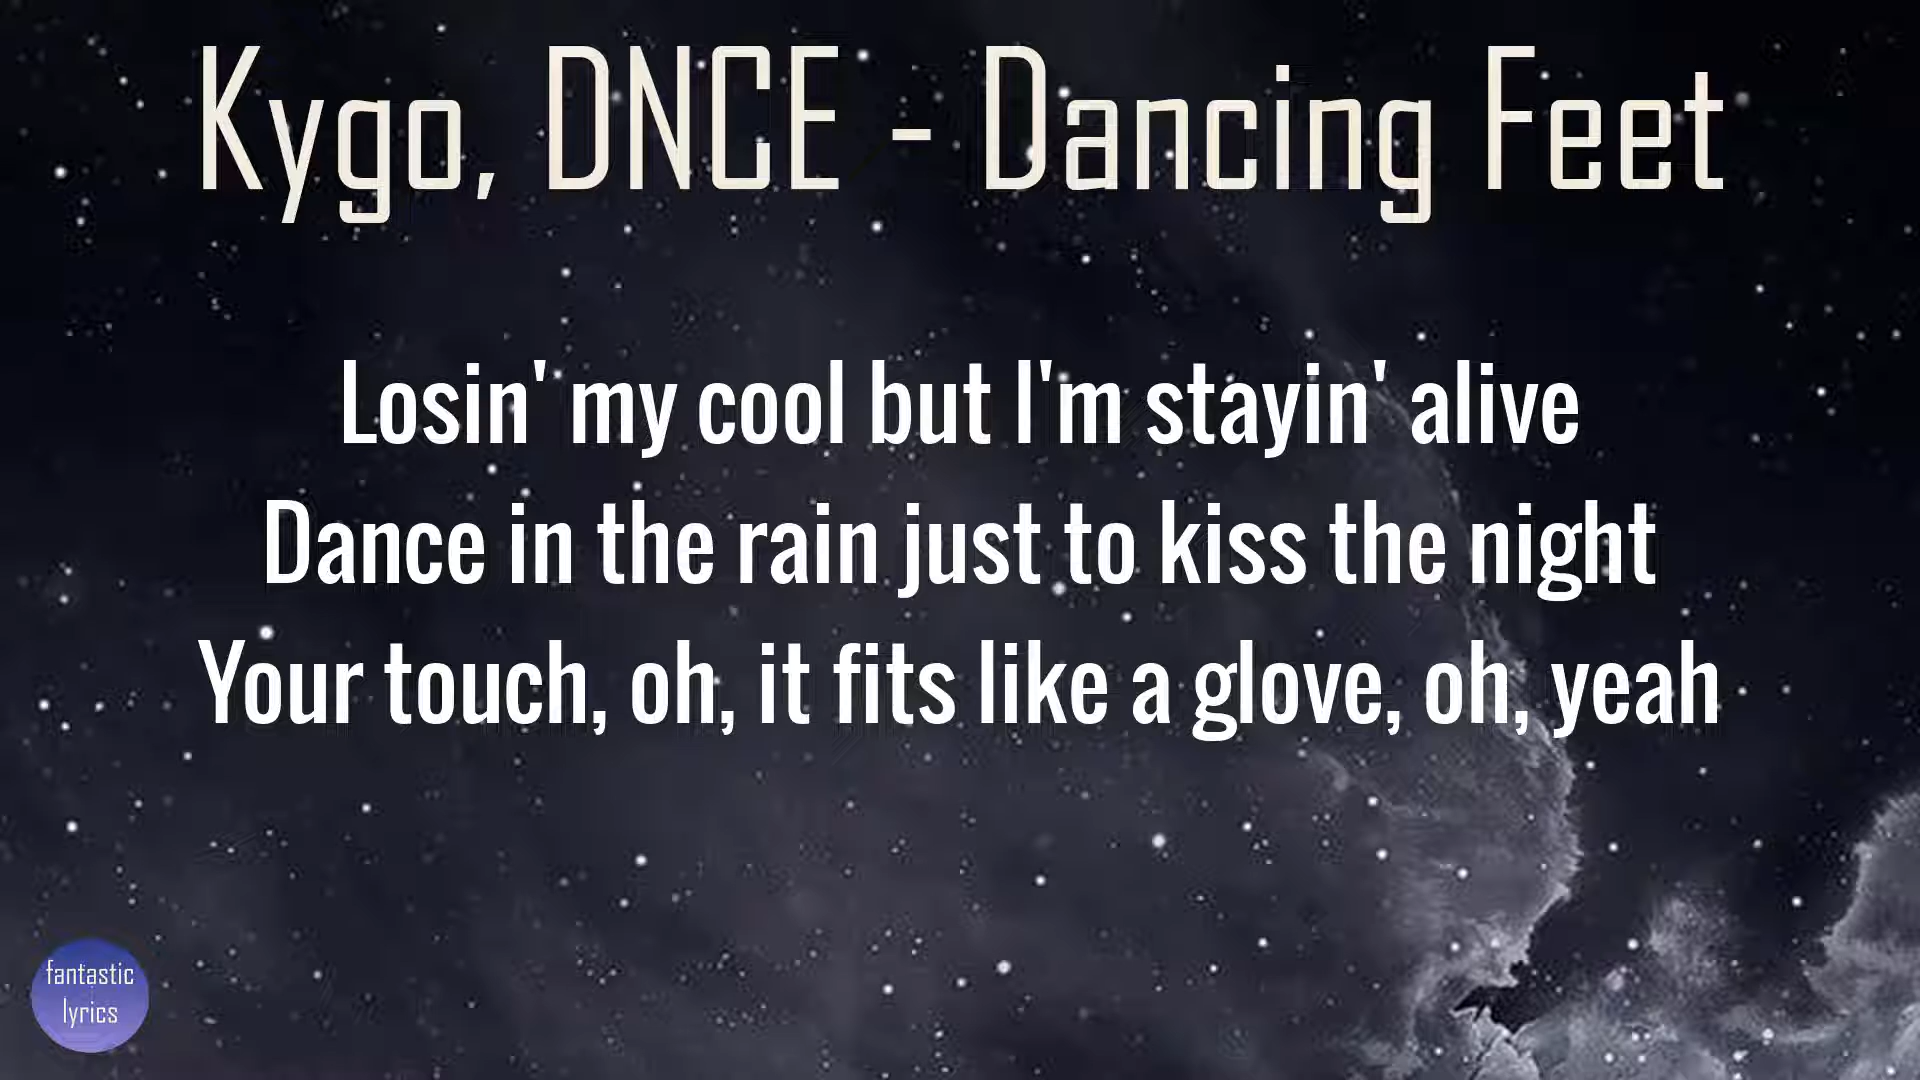 Kygo, DNCE - Dancing Feet
Losin' my cool but I'm stayin' alive
Dance in the rain just to kiss the night
Your touch, oh, it fits like a glove, oh, yeah
fantastic
lyrics